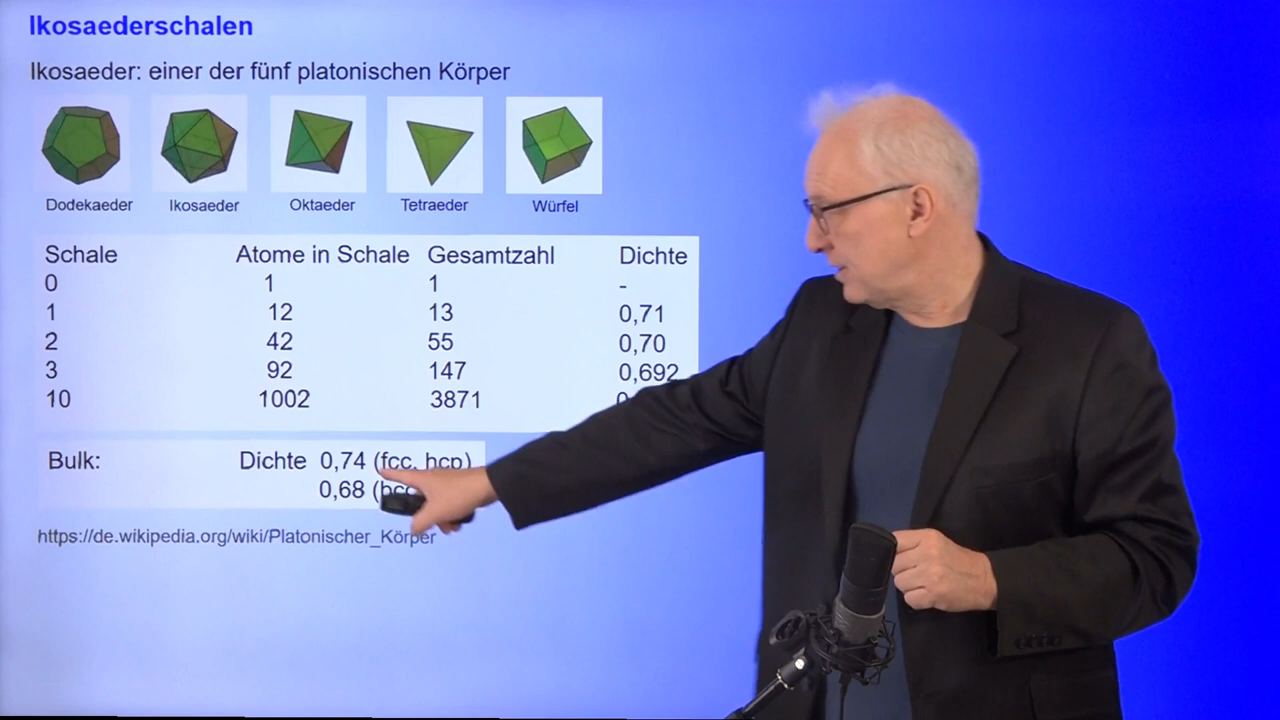 Ikosaederschalen
Ikosaeder: einer der fünf platonischen Körper
Dodekaeder Ikosaeder Oktaeder Tetraeder Würfel
Schale Atome in Schale Gesamtzahl Dichte
0 1 1 -
1 12 13 0,71
2 42 55 0,70
3 92 147 0,692
10 1002 3871
Bulk: Dichte 0,74 (fcc, hcp)
0,68
https://de.wikipedia.org/wiki/Platonischer_Körper